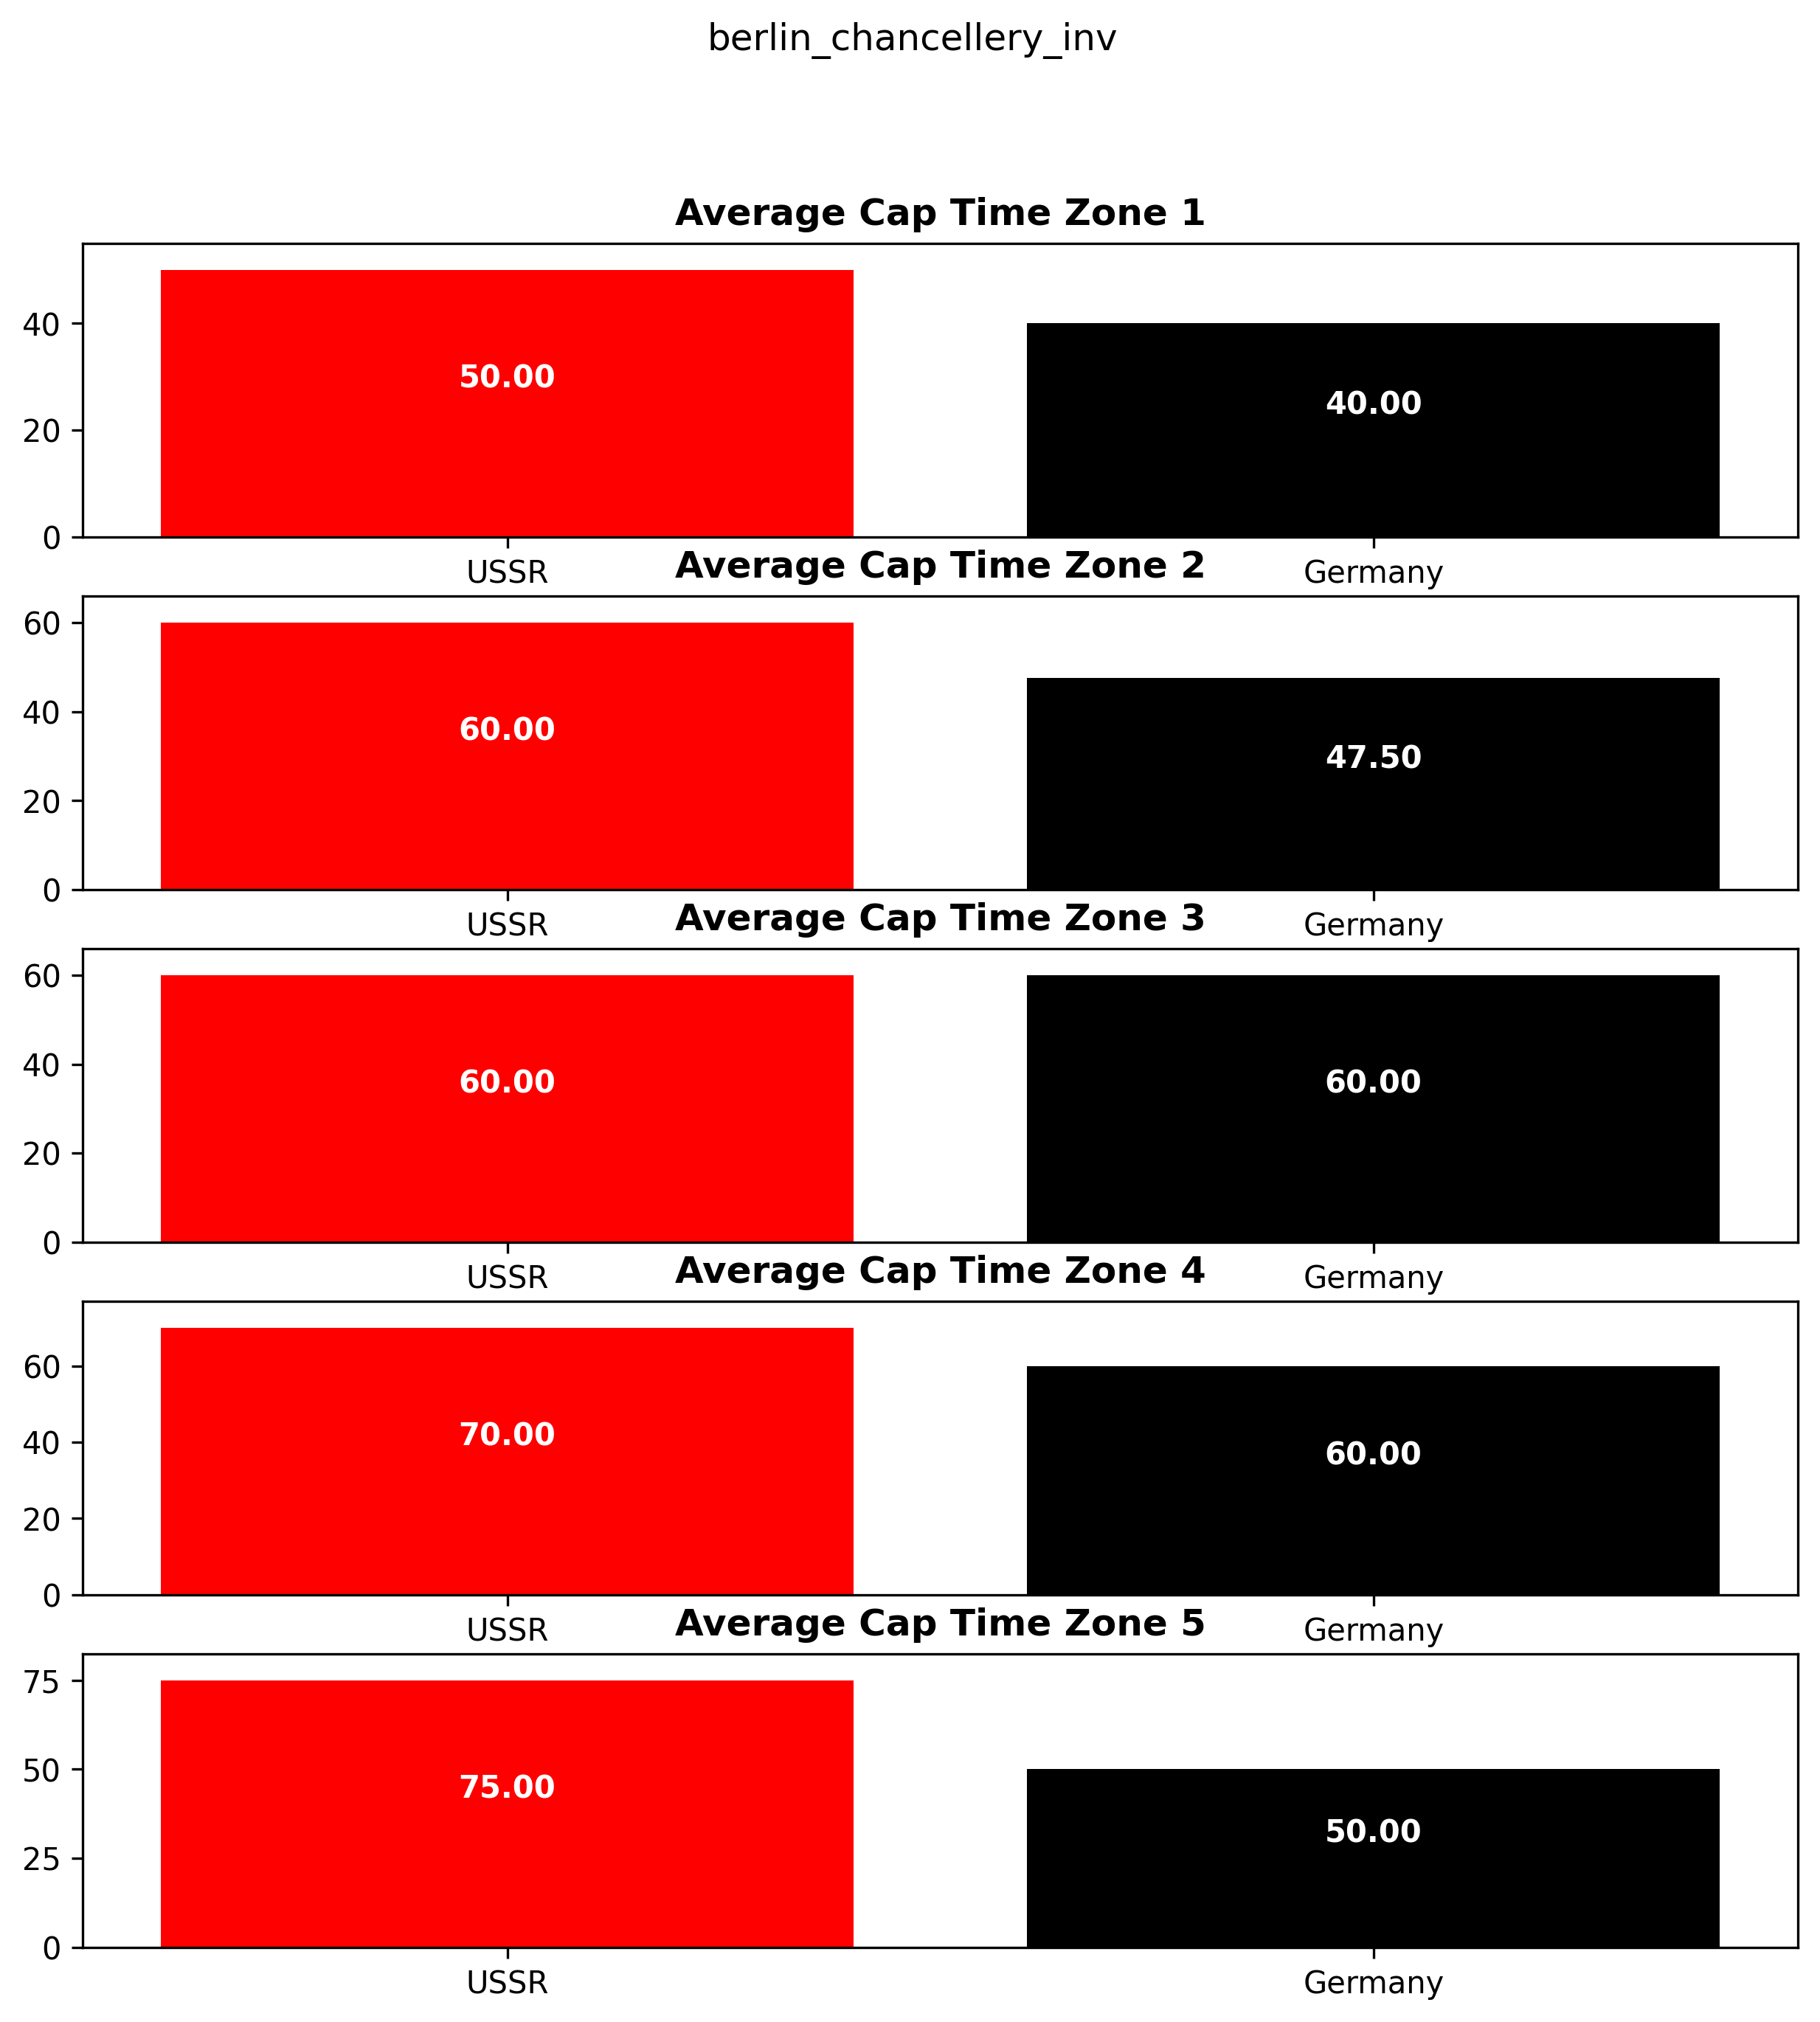 berlin_chancellery_inv
Average Cap Time Zone 1
40
20
0
50.00
40.00
USSR
Germany
Average Cap Time Zone 2
60
40
20
0
60.00
47.50
USSR
Germany
Average Cap Time Zone 3
60
40
20
0
60.00
60.00
USSR
Germany
Average Cap Time Zone 4
60
40
20
0
70.00
60.00
USSR
Germany
Average Cap Time Zone 5
75
50
25
0
75.00
50.00
USSR
Germany